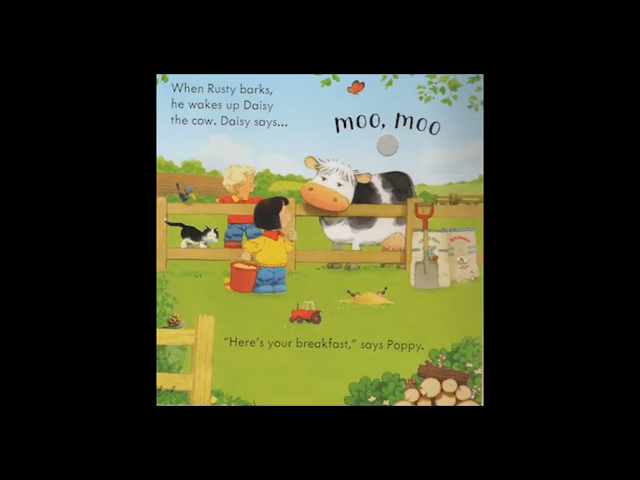 When Rusty barks,
he wakes up Daisy
the cow. Daisy says...
moo, moo
"Here's your breakfast," says Poppy.